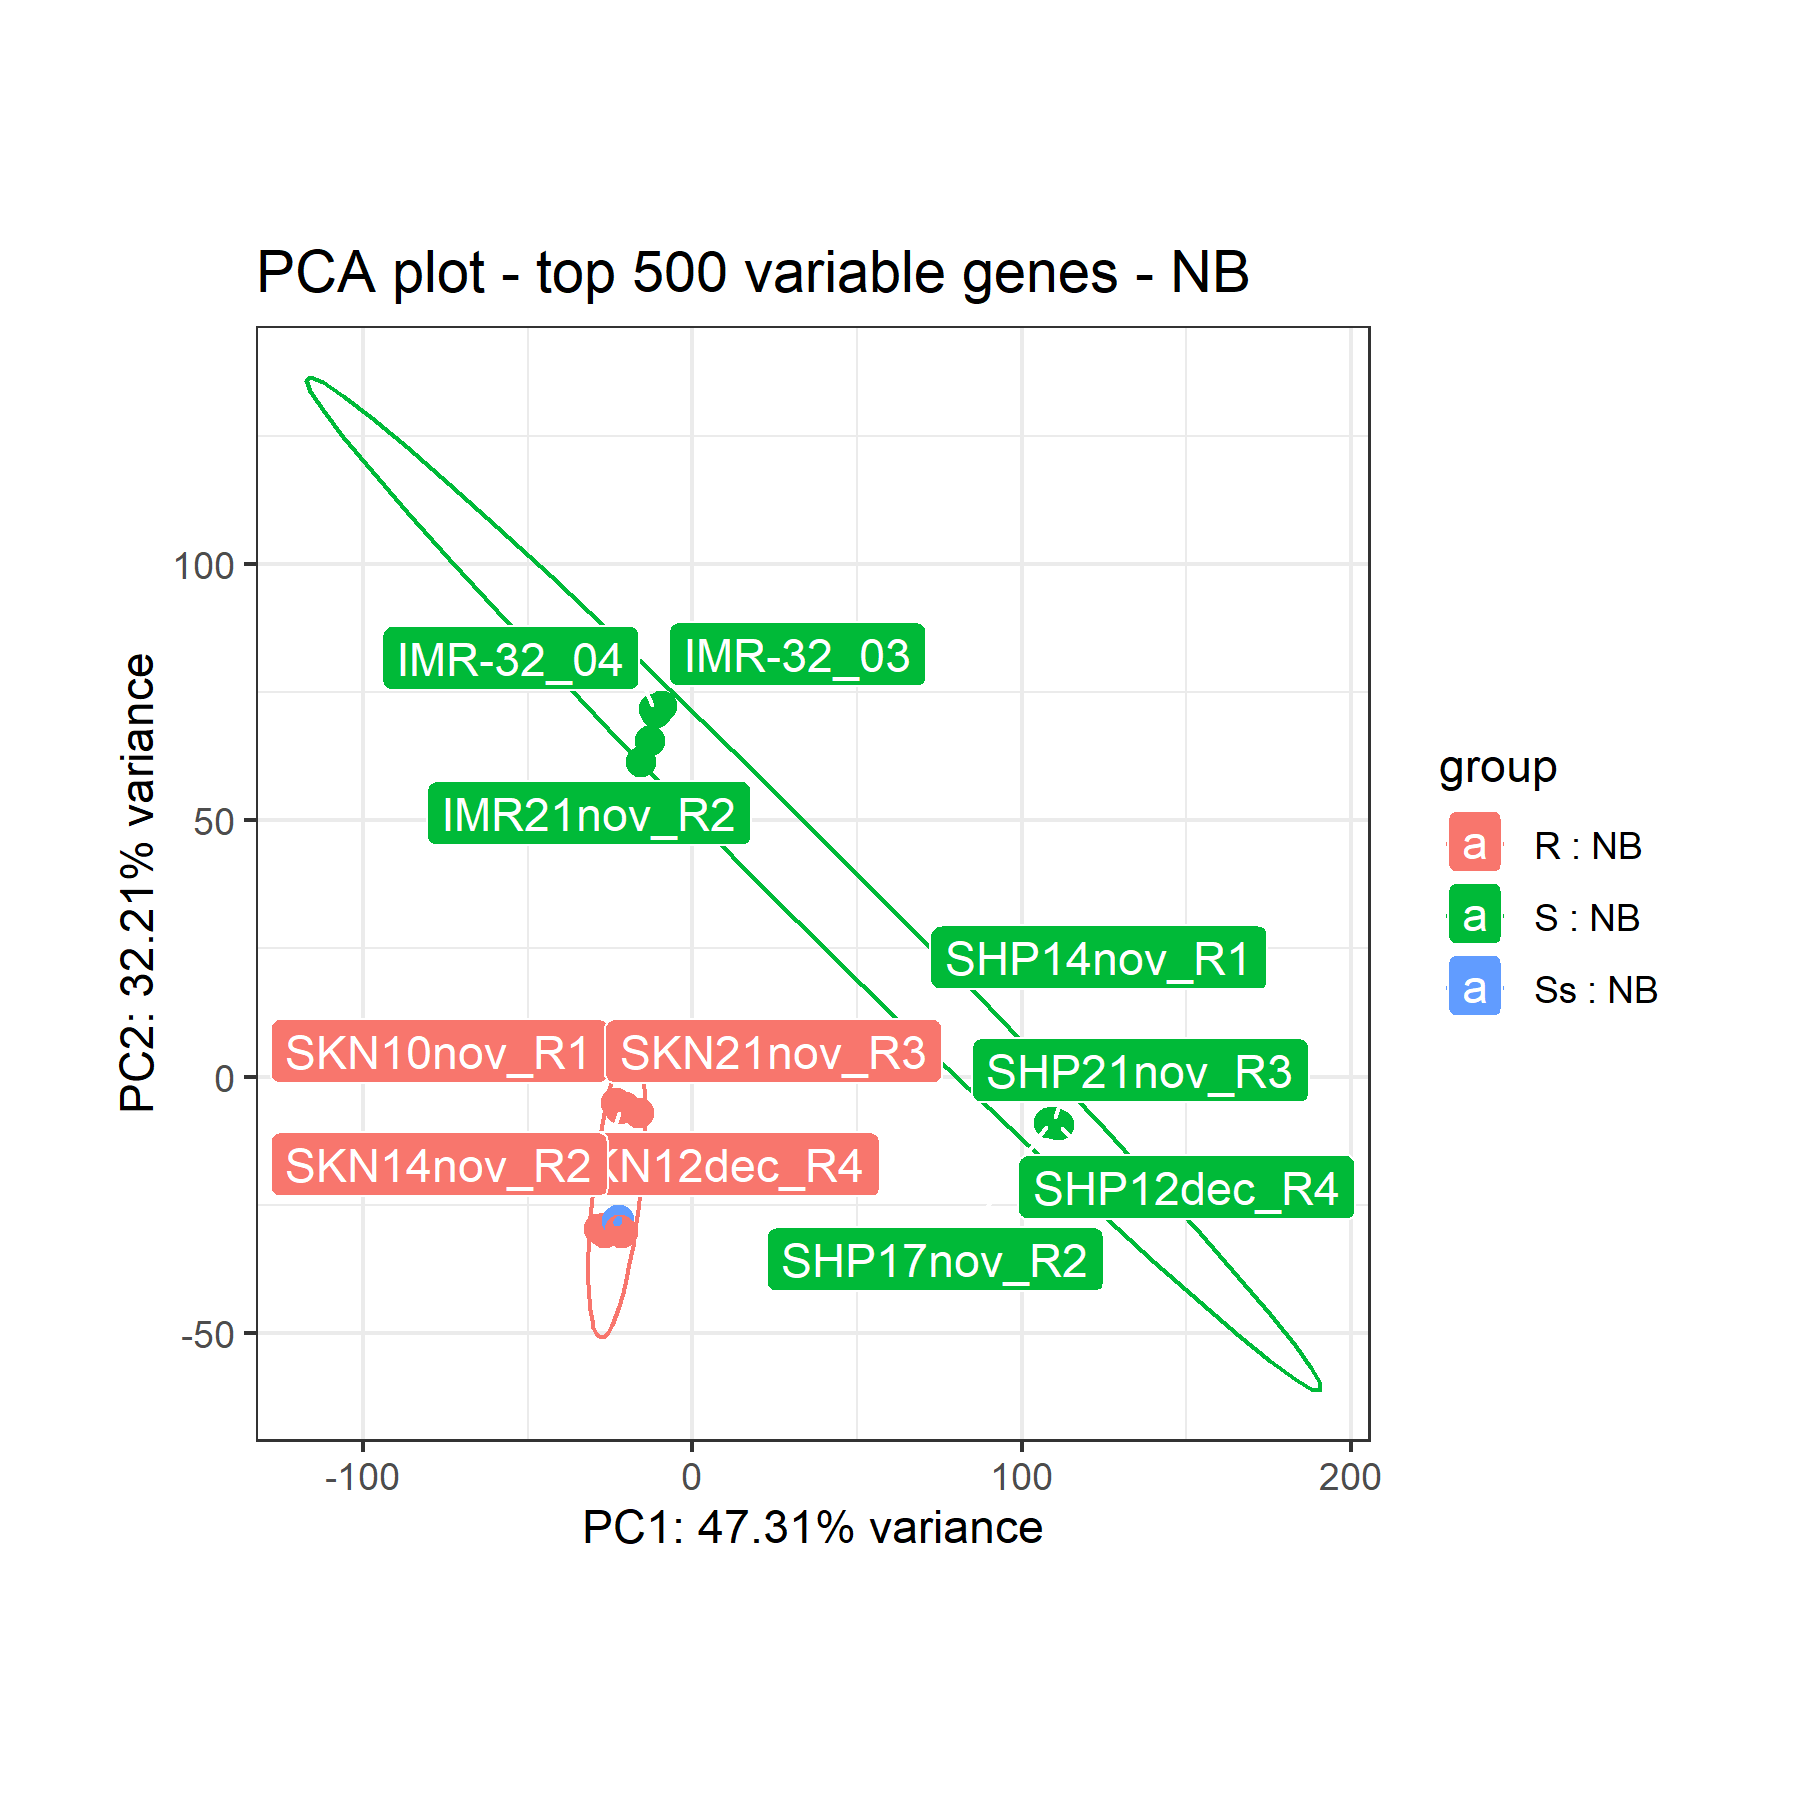 PCA plot - top 500 variable genes - NB
100
50
0
-50
PC2: 32.21% variance
IMR-32_04
IMR-32_03
IMR21nov_R2
SHP14nov_R1
SKN10nov_R1
SKN21nov_R3
SHP21nov_R3
SKN14nov_R2
KN12dec_R4
SHP12dec_R4
SHP17nov_R2
-100
0
100
200
PC1: 47.31% variance
group
a R : NB
a S : NB
a Ss : NB